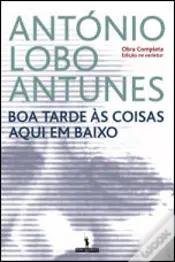 ANTÓNIO
LOBO
ANTUNES
Obra Completa
Edição ne varietur
BOA TARDE ÀS COISAS
AQUI EM BAIXO